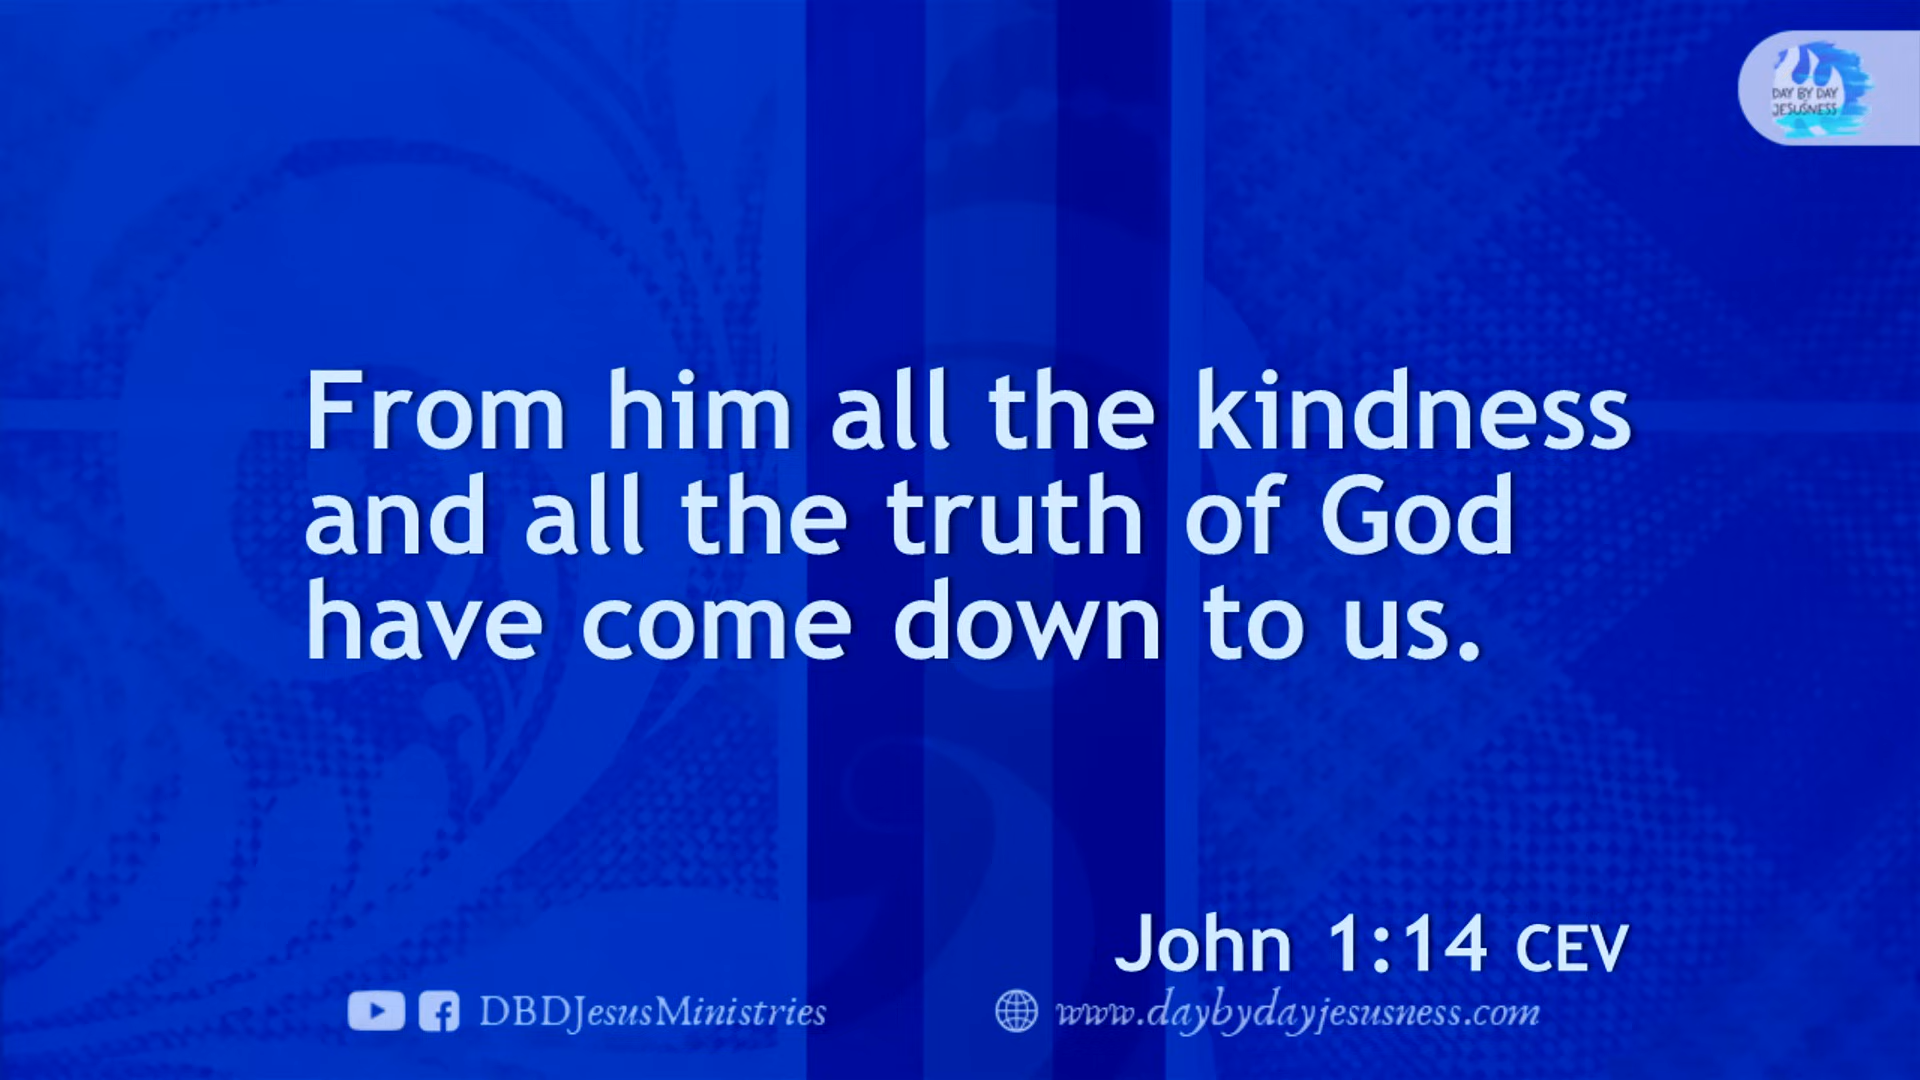 DAY BY DAY
JESUSNESS
From him all the kindness
and all the truth of God
have come down to us.
John 1:14 CEV
DBDJesusMinistries
www.daybydayjesusness.com